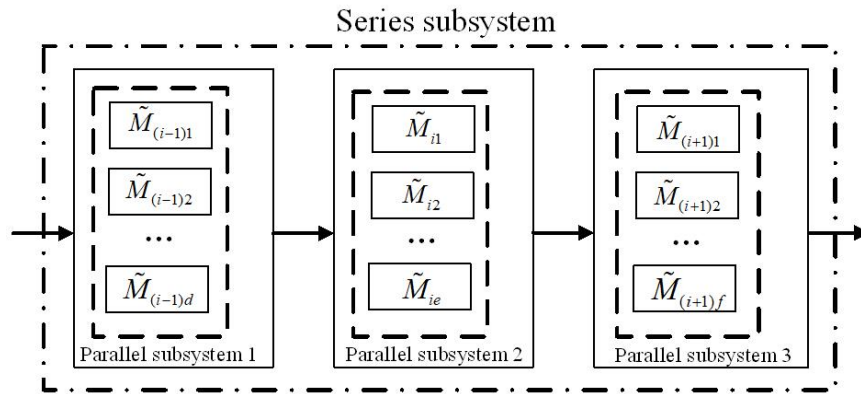 Series subsystem
M̃(i−1)1
M̃(i−1)2
...
M̃(i−1)d
Parallel subsystem 1
M̃i1
M̃i2
...
M̃ie
Parallel subsystem 2
M̃(i+1)1
M̃(i+1)2
...
M̃(i+1)f
Parallel subsystem 3